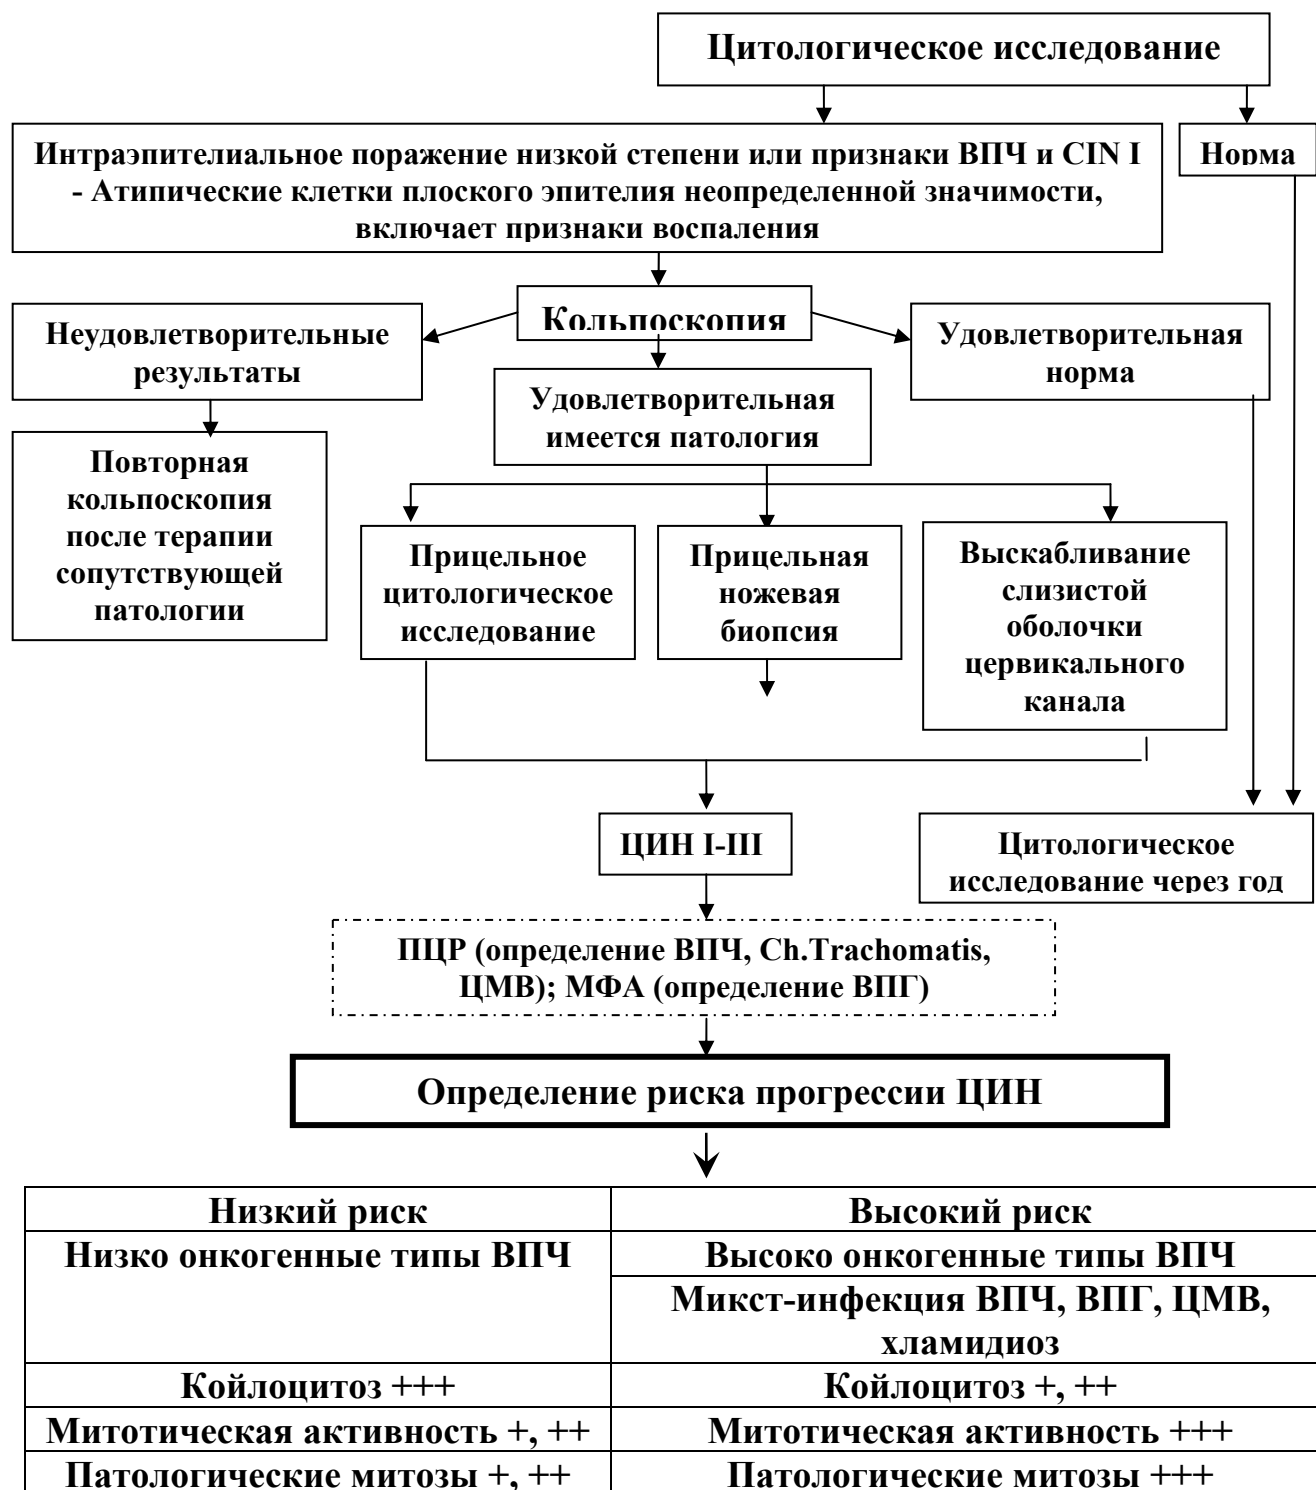 Цитологическое исследование
Интраэпителиальное поражение низкой степени или признаки ВПЧ и CIN I
- Атипические клетки плоского эпителия неопределенной значимости,
включает признаки воспаления
Норма
Кольпоскопия
Неудовлетворительные
результаты
Удовлетворительная
норма
Удовлетворительная
имеется патология
Повторная
кольпоскопия
после терапии
сопутствующей
патологии
Прицельное
цитологическое
исследование
Прицельная
ножевая
биопсия
Выскабливание
слизистой
оболочки
цервикального
канала
ЦИН I-III
Цитологическое
исследование через год
ПЦР (определение ВПЧ, Ch.Trachomatis,
ЦМВ); МФА (определение ВПГ)
Определение риска прогрессии ЦИН
Низкий риск
Высокий риск
Низко онкогенные типы ВПЧ
Высоко онкогенные типы ВПЧ
Микст-инфекция ВПЧ, ВПГ, ЦМВ,
хламидиоз
Койлоцитоз +++
Койлоцитоз +, ++
Митотическая активность +, ++
Митотическая активность +++
Патологические митозы +, ++
Патологические митозы +++